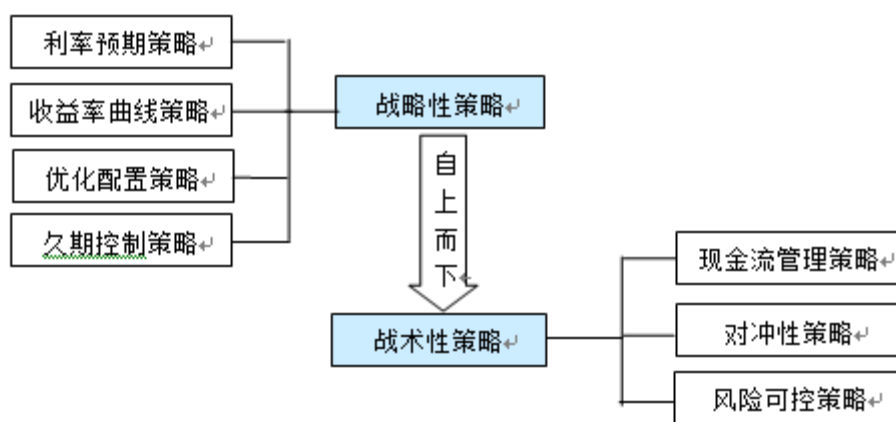 利率预期策略
收益率曲线策略
优化配置策略
久期控制策略
战略性策略
自上而下
战术性策略
现金流管理策略
对冲性策略
风险可控策略